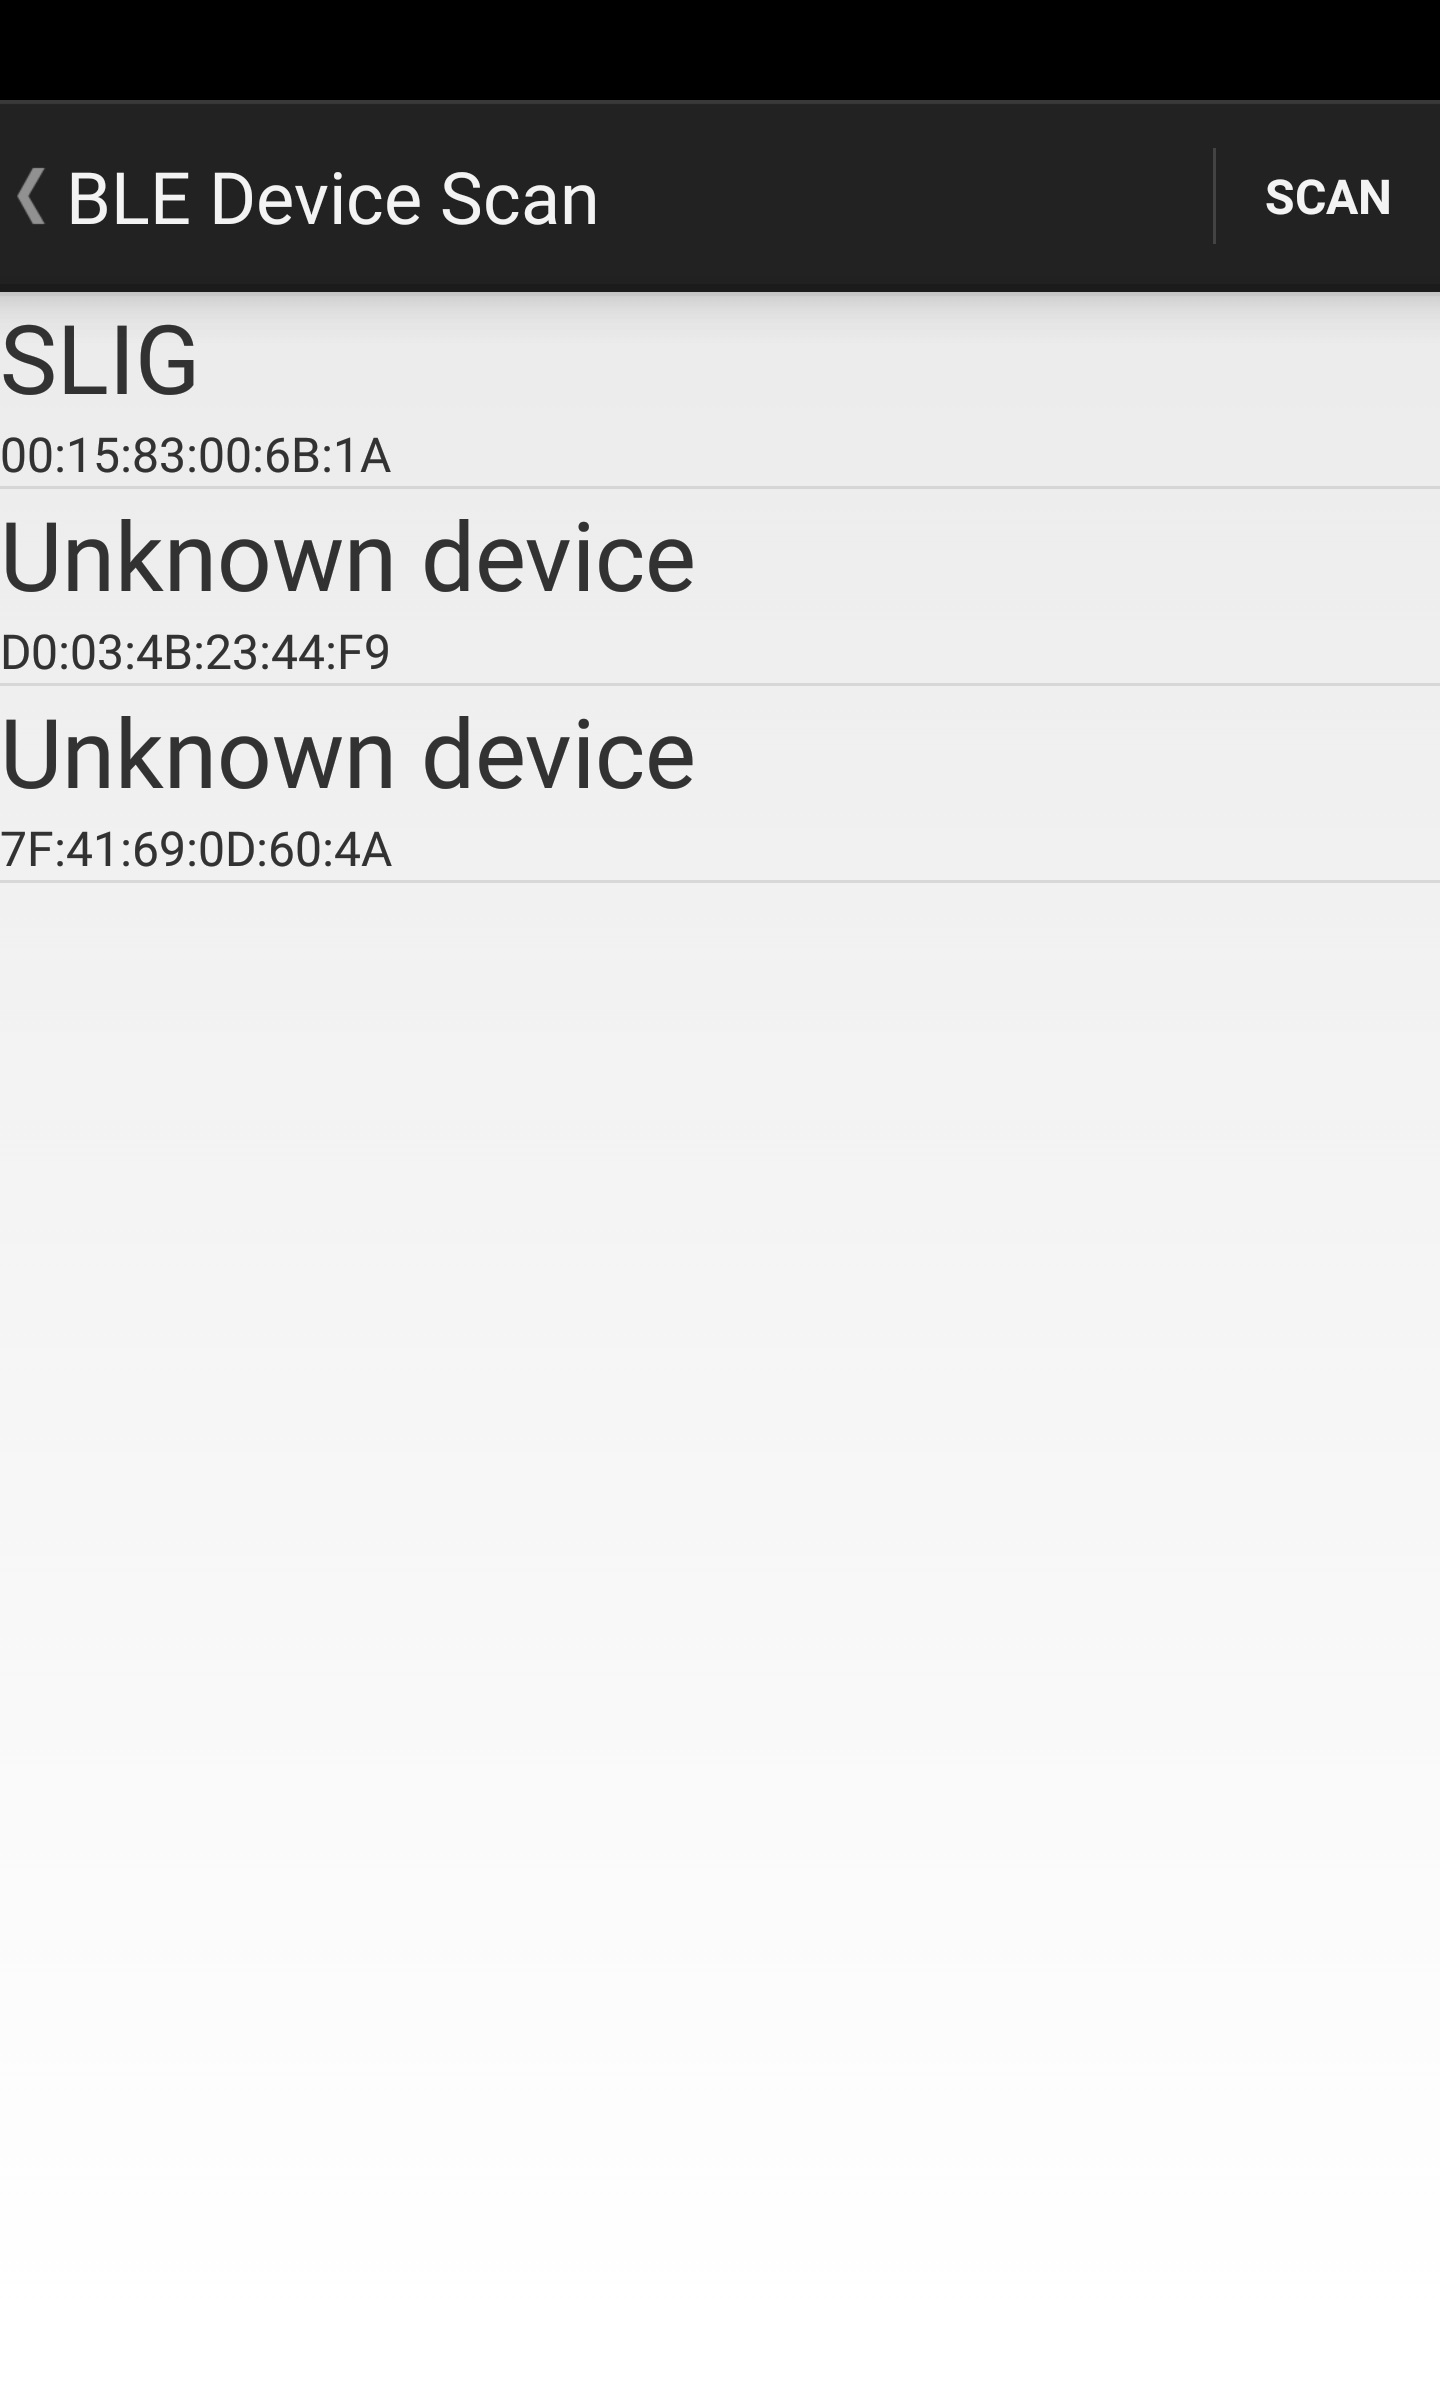 BLE Device Scan
SCAN
SLIG
00:15:83:00:6B:1A
Unknown device
D0:03:4B:23:44:F9
Unknown device
7F:41:69:0D:60:4A